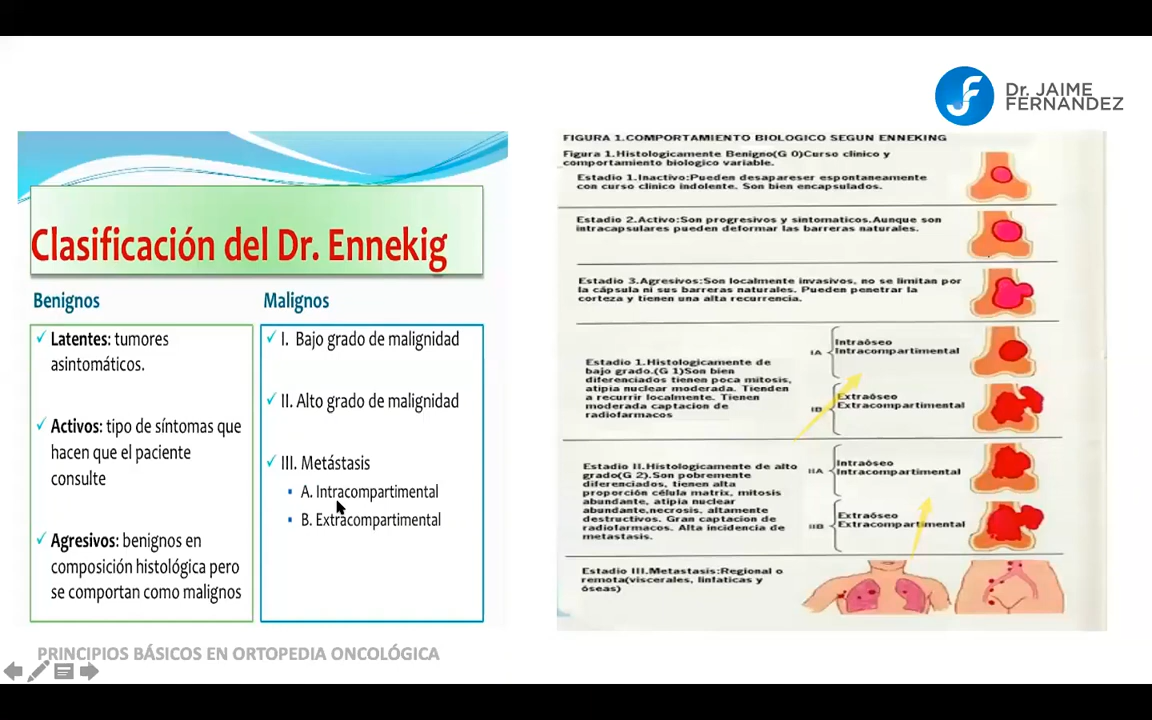 Dr. JAIME
FERNANDEZ
Clasificación del Dr. Ennekig
Benignos
✓ Latentes: tumores
asintomáticos.
✓ Activos: tipo de síntomas que
hacen que el paciente
consulte
✓ Agresivos: benignos en
composición histológica pero
se comportan como malignos
Malignos
✓ I. Bajo grado de malignidad
✓ II. Alto grado de malignidad
✓ III. Metástasis
▪ A. Intracompartimental
▪ B. Extracompartimental
FIGURA 1.COMPORTAMIENTO BIOLOGICO SEGUN ENNEKING
Figura 1.Histologicamente Benigno(G 0)Curso clinico y
comportamiento biologico variable.
Estadio 1.Inactivo:Pueden desapareser espontaneamente
con curso clinico indolente. Son bien encapsulados.
Estadio 2.Activo:Son progresivos y sintomaticos.Aunque son
intracapsulares pueden deformar las barreras naturales.
Estadio 3.Agresivos:Son localmente invasivos, no se limitan por
la cápsula ni sus barreras naturales. Pueden penetrar la
corteza y tienen una alta recurrencia.
Estadio 1.Histologicamente de
bajo grado.(G 1)Son bien
diferenciados tienen poca mitosis,
atipia nuclear moderada. Tienden
a recurrir localmente. Tienen
moderada captacion de
radiofarmacos
IA
Intraóseo
Intracompartimental
IB
Extraóseo
Extracompartimental
Estadio II.Histologicamente de alto
grado(G 2).Son pobremente
diferenciados, tienen alta
proporción célula matrix, mitosis
abundante, atipia nuclear
abundante,necrosis, altamente
destructivos. Gran captacion de
radiofarmacos. Alta incidencia de
metastasis.
IIA
Intraóseo
Intracompartimental
IIB
Extraóseo
Extracompartimental
Estadio III.Metastasis:Regional o
remota(viscerales, linfaticas y
óseas)
PRINCIPIOS BÁSICOS EN ORTOPEDIA ONCOLÓGICA